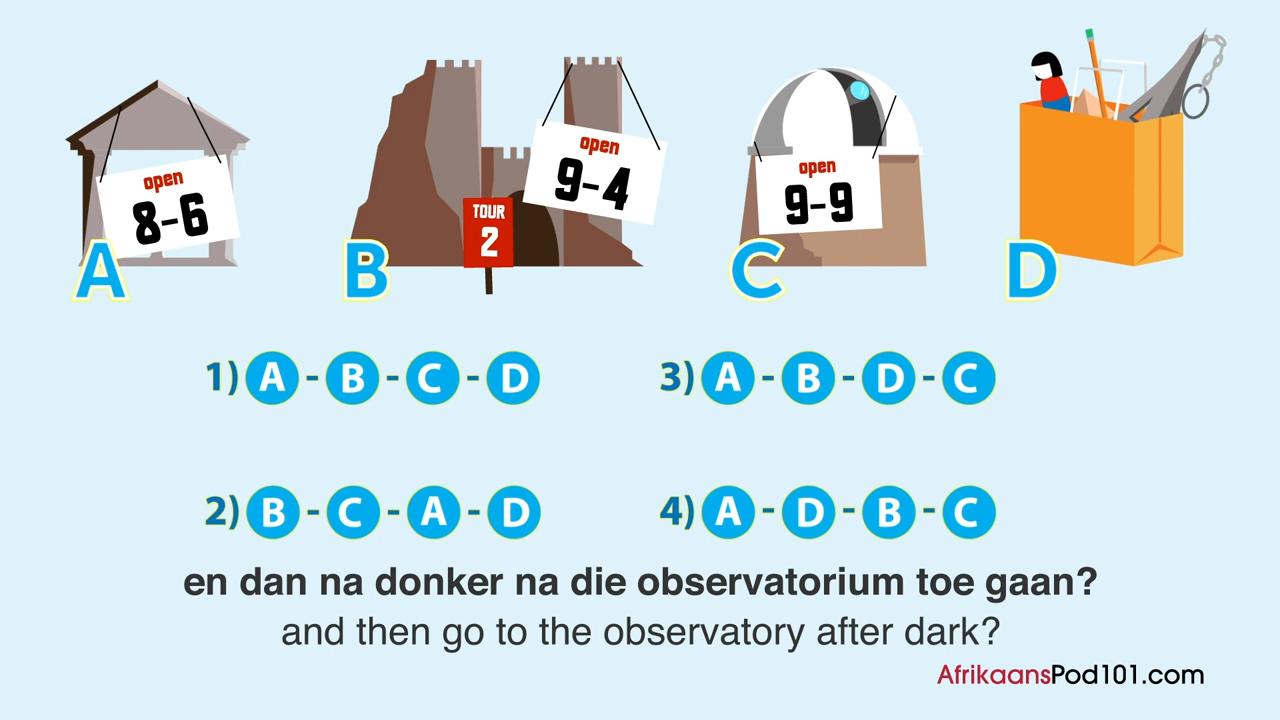 open
8-6
A
open
9-4
TOUR
2
B
open
9-9
C
D
1) A - B - C - D
3) A - B - D - C
2) B - C - A - D
4) A - D - B - C
en dan na donker na die observatorium toe gaan?
and then go to the observatory after dark?
AfrikaansPod101.com